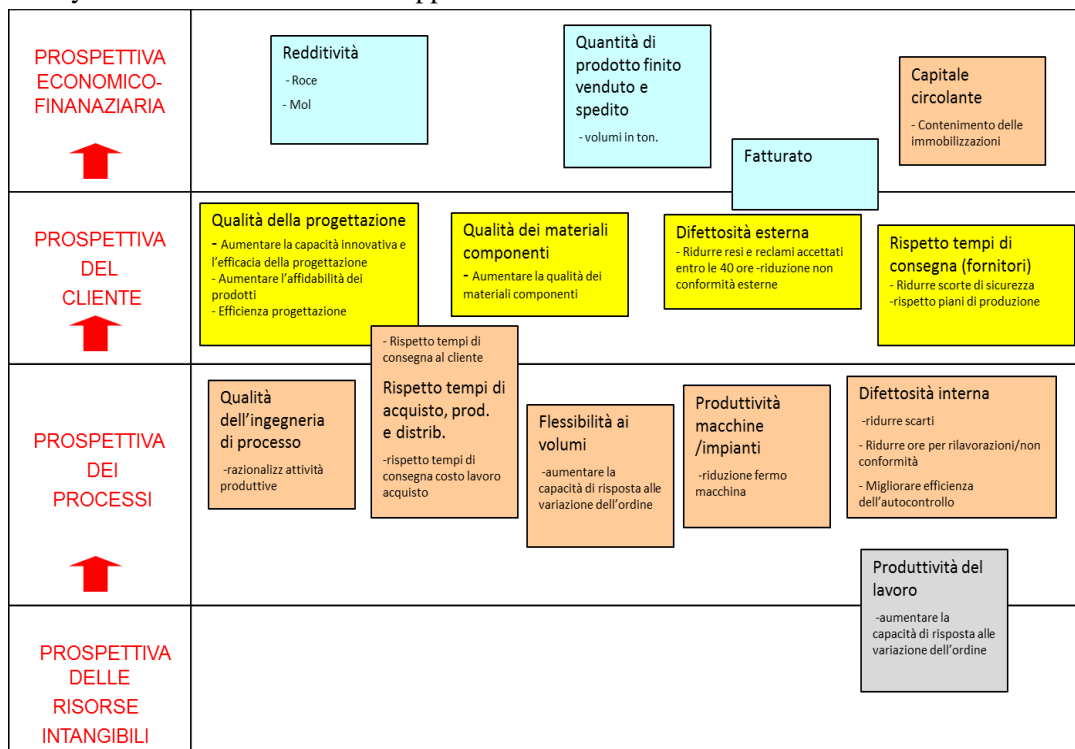 PROSPETTIVA
ECONOMICO-
FINANAZIARIA
Redditività
- Roce
- Mol
Quantità di
prodotto finito
venduto e
spedito
- volumi in ton.
Fatturato
Capitale
circolante
- Contenimento delle
immobilizzazioni
PROSPETTIVA
DEL
CLIENTE
Qualità della progettazione
- Aumentare la capacità innovativa e
l'efficacia della progettazione
- Aumentare l'affidabilità dei
prodotti
- Efficienza progettazione
Qualità dei materiali
componenti
- Aumentare la qualità dei
materiali componenti
Difettosità esterna
- Ridurre resi e reclami accettati
entro le 40 ore -riduzione non
conformità esterne
Rispetto tempi di
consegna (fornitori)
- Ridurre scorte di sicurezza
-rispetto piani di produzione
PROSPETTIVA
DEI
PROCESSI
Qualità
dell'ingegneria
di processo
-razionalizz attività
produttive
- Rispetto tempi di
consegna al cliente
Rispetto tempi di
acquisto, prod.
e distrib.
-rispetto tempi di
consegna costo lavoro
acquisto
Flessibilità ai
volumi
-aumentare la
capacità di risposta alle
variazione dell'ordine
Produttività
macchine
/impianti
-riduzione fermo
macchina
Difettosità interna
-ridurre scarti
- Ridurre ore per rilavorazioni/non
conformità
- Migliorare efficienza
dell'autocontrollo
Produttività del
lavoro
-aumentare la
capacità di risposta alle
variazione dell'ordine
PROSPETTIVA
DELLE
RISORSE
INTANGIBILI